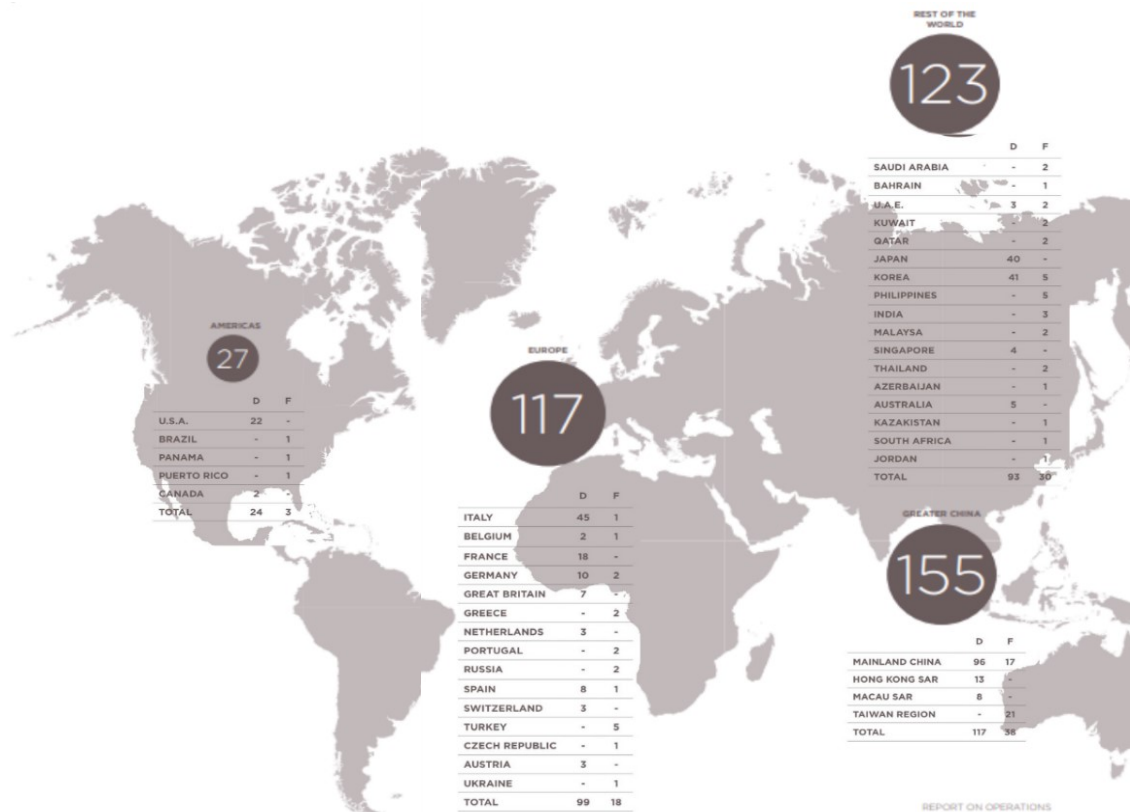 REST OF THE
WORLD
123
D F
SAUDI ARABIA - 2
BAHRAIN - 1
U.A.E. 3 2
KUWAIT - 2
QATAR - 2
JAPAN 40 -
KOREA 41 5
PHILIPPINES - 5
INDIA - 3
MALAYSA - 2
SINGAPORE 4 -
THAILAND - 2
AZERBAIJAN - 1
AUSTRALIA 5 -
KAZAKISTAN - 1
SOUTH AFRICA - 1
JORDAN - 1
TOTAL 93 30
AMERICAS
27
D F
U.S.A. 22 -
BRAZIL - 1
PANAMA - 1
PUERTO RICO - 1
CANADA 2 -
TOTAL 24 3
EUROPE
117
D F
ITALY 45 1
BELGIUM 2 1
FRANCE 18 -
GERMANY 10 2
GREAT BRITAIN 7 -
GREECE - 2
NETHERLANDS 3 -
PORTUGAL - 2
RUSSIA - 2
SPAIN 8 1
SWITZERLAND 3 -
TURKEY - 5
CZECH REPUBLIC - 1
AUSTRIA 3 -
UKRAINE - 1
TOTAL 99 18
GREATER CHINA
155
D F
MAINLAND CHINA 96 17
HONG KONG SAR 13 -
MACAU SAR 8 -
TAIWAN REGION - 21
TOTAL 117 38
REPORT ON OPERATIONS